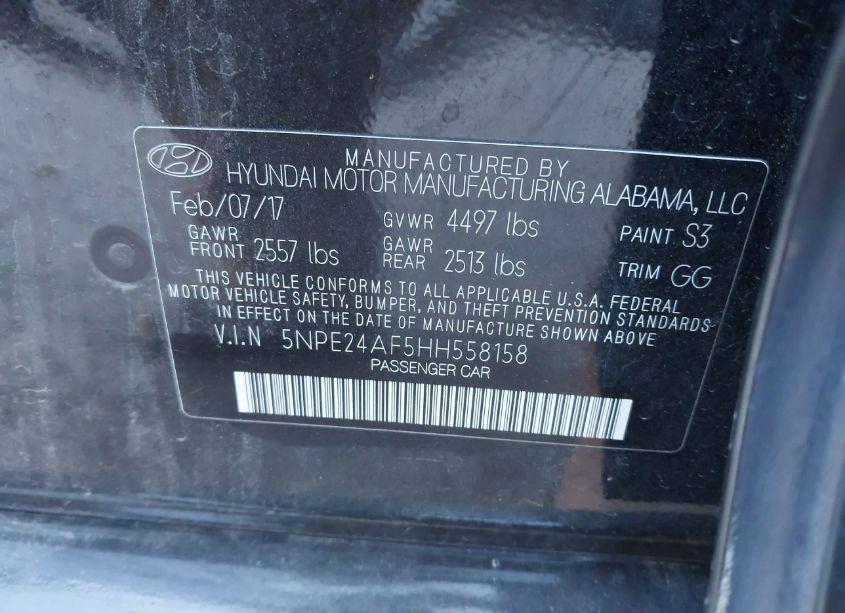 MANUFACTURED BY
HYUNDAI MOTOR MANUFACTURING ALABAMA, LLC
Feb/07/17 GVWR 4497 lbs PAINT S3
GAWR FRONT 2557 lbs GAWR REAR 2513 lbs TRIM GG
THIS VEHICLE CONFORMS TO ALL APPLICABLE U.S.A. FEDERAL
MOTOR VEHICLE SAFETY, BUMPER, AND THEFT PREVENTION STANDARDS
IN EFFECT ON THE DATE OF MANUFACTURE SHOWN ABOVE
V.I.N 5NPE24AF5HH558158
PASSENGER CAR